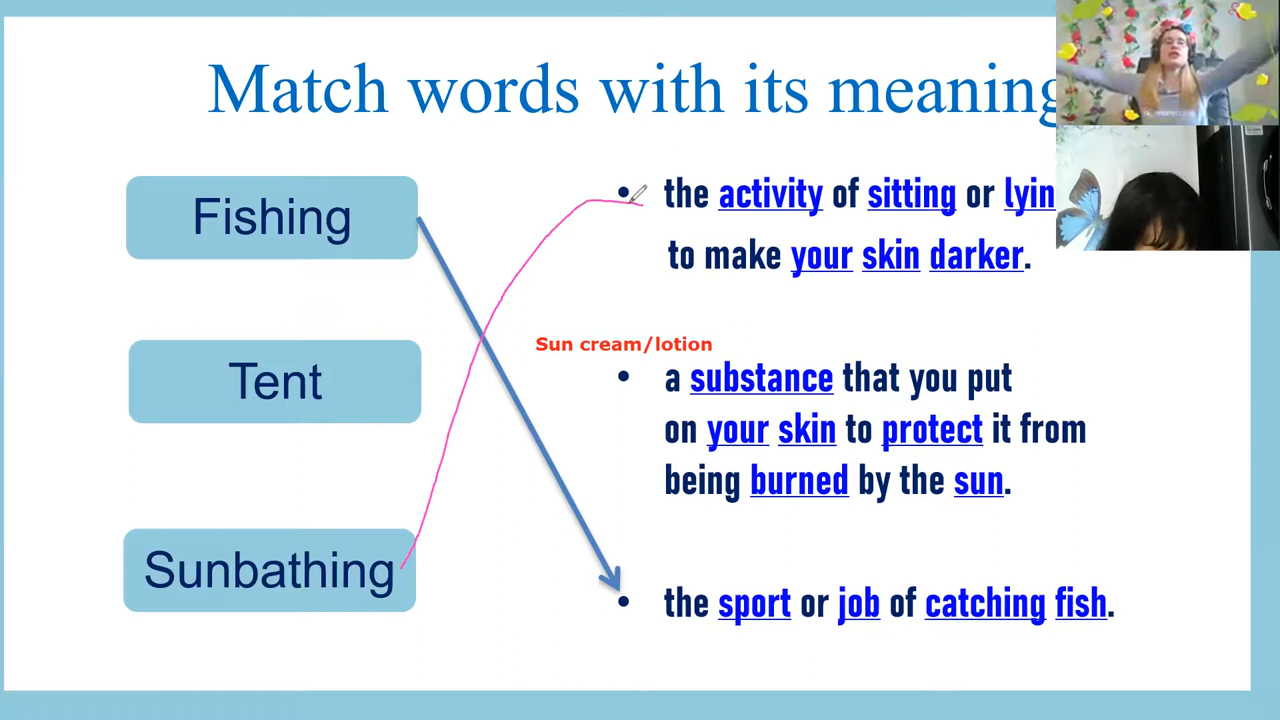 Match words with its meaning
Fishing
Tent
Sunbathing
the activity of sitting or lyin
to make your skin darker.
Sun cream/lotion
a substance that you put
on your skin to protect it from
being burned by the sun.
the sport or job of catching fish.